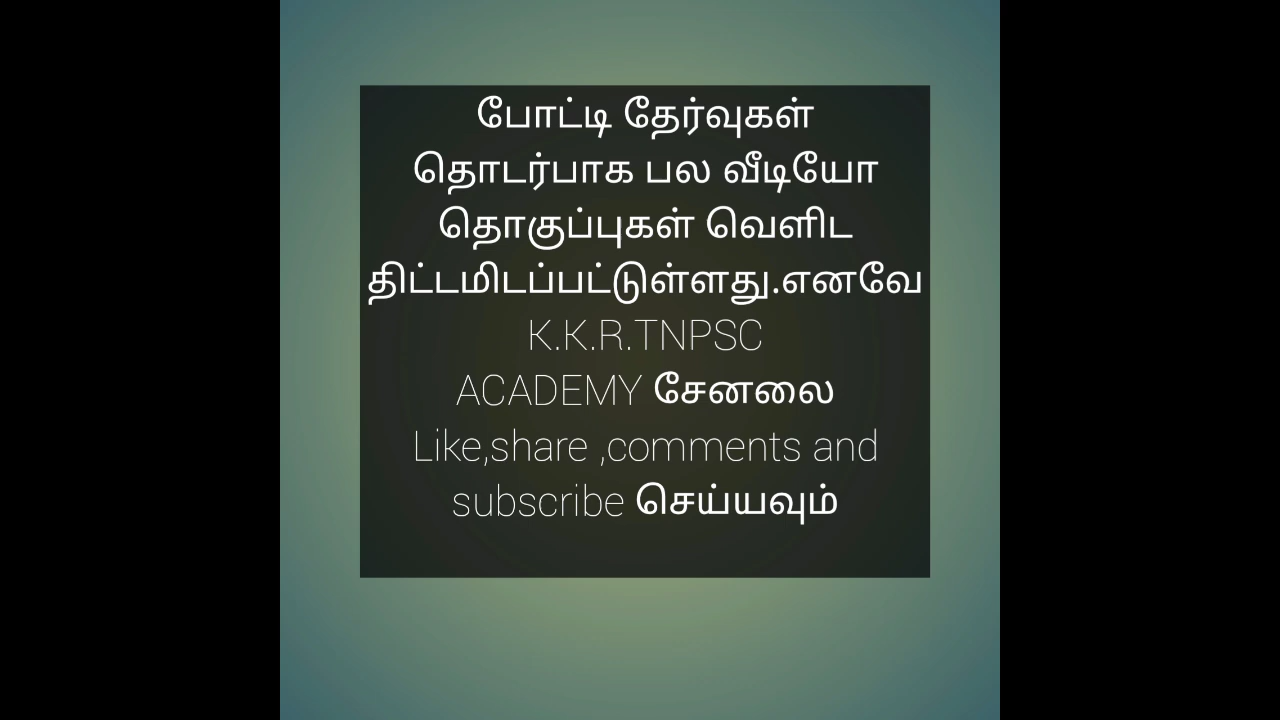 போட்டி தேர்வுகள்
தொடர்பாக பல வீடியோ
தொகுப்புகள் வெளிட
திட்டமிடப்பட்டுள்ளது.எனவே
K.K.R.TNPSC
ACADEMY சேனலை
Like,share ,comments and
subscribe செய்யவும்